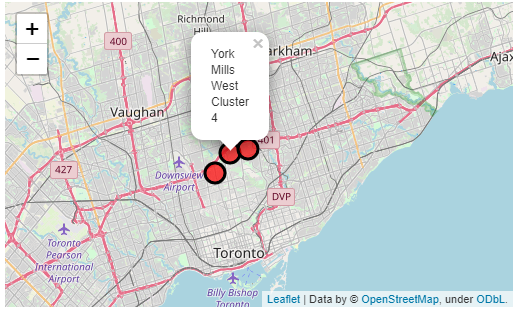 +
−
Richmond
Hill
400
arkham
Ajax
York
Mills
West
Cluster
4
×
Vaughan
401
427
Downsview
Airport
DVP
Toronto
Pearson
International
Airport
Toronto
Billy Bishop
Toronto
Leaflet | Data by © OpenStreetMap, under ODbL.